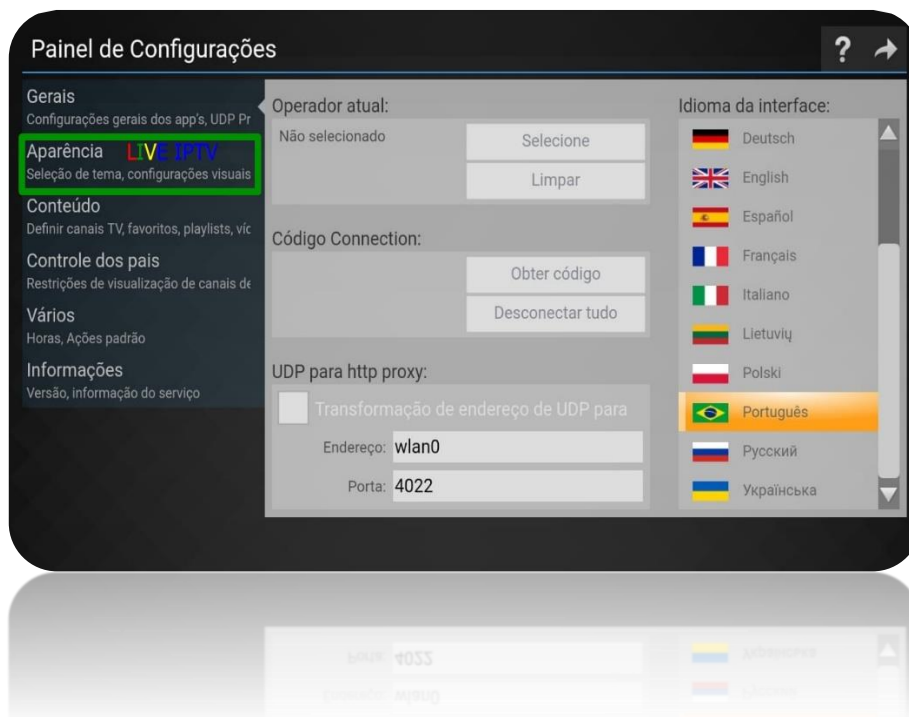 Painel de Configurações
?
Gerais
Configurações gerais dos app's, UDP Pr
Aparência LIVE IPTV
Seleção de tema, configurações visuais
Conteúdo
Definir canais TV, favoritos, playlists, víc
Controle dos pais
Restrições de visualização de canais de
Vários
Horas, Ações padrão
Informações
Versão, informação do serviço
Operador atual:
Não selecionado
Selecione
Limpar
Código Connection:
Obter código
Desconectar tudo
UDP para http proxy:
Transformação de endereço de UDP para
Endereço: wlan0
Porta: 4022
Idioma da interface:
Deutsch
English
Español
Français
Italiano
Lietuvių
Polski
Português
Русский
Українська